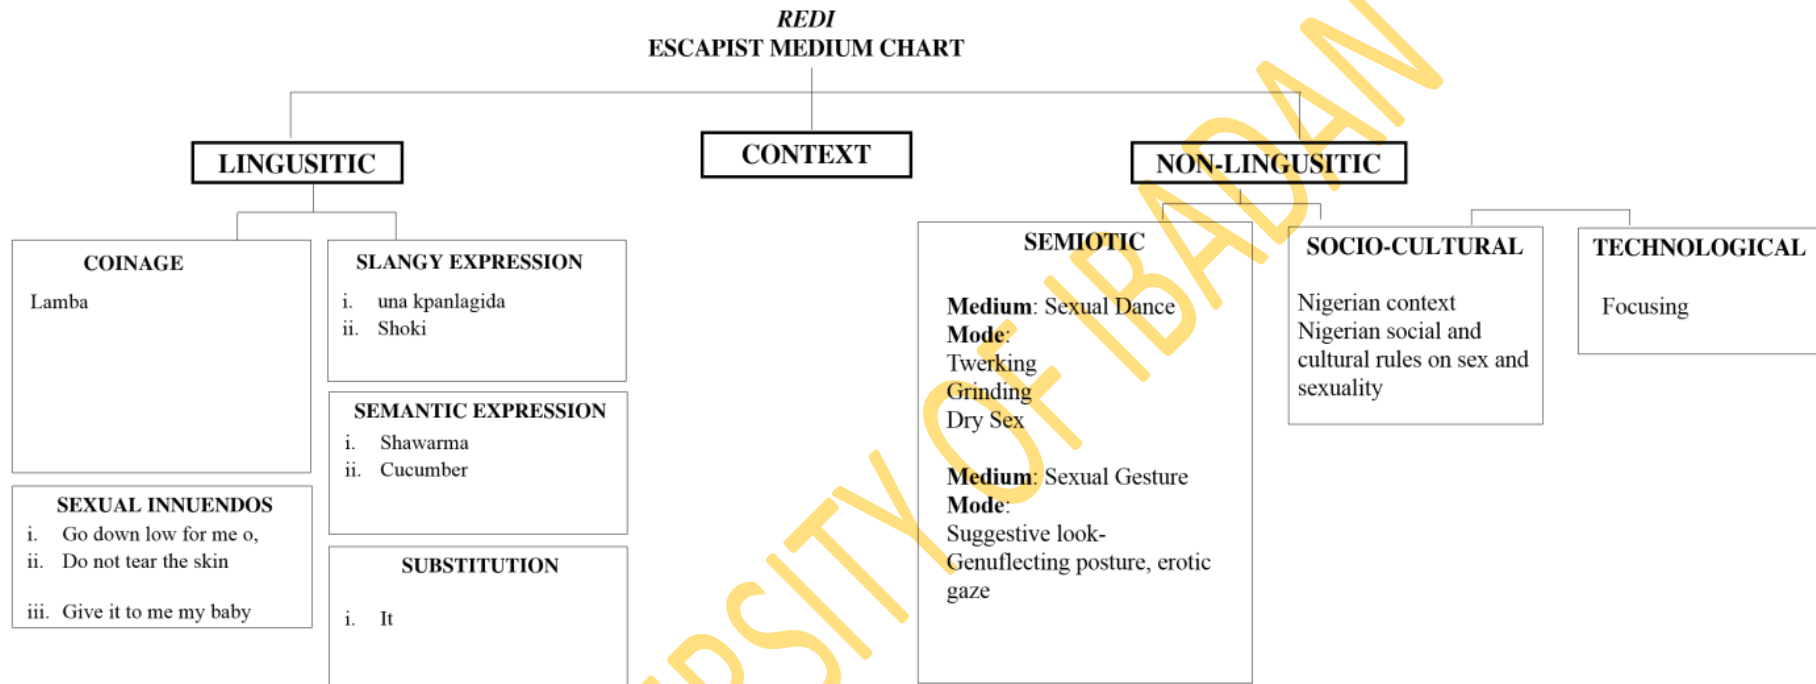 REDI
ESCAPIST MEDIUM CHART
LINGUSITIC
CONTEXT
NON-LINGUSITIC
COINAGE
Lamba
SLANGY EXPRESSION
i. una kpanlagida
ii. Shoki
SEMANTIC EXPRESSION
i. Shawarma
ii. Cucumber
SEXUAL INNUENDOS
i. Go down low for me o,
ii. Do not tear the skin
iii. Give it to me my baby
SUBSTITUTION
i. It
SEMIOTIC
Medium: Sexual Dance
Mode:
Twerking
Grinding
Dry Sex
Medium: Sexual Gesture
Mode:
Suggestive look-
Genuflecting posture, erotic
gaze
SOCIO-CULTURAL
Nigerian context
Nigerian social and
cultural rules on sex and
sexuality
TECHNOLOGICAL
Focusing
ERSITY OF IBADAN